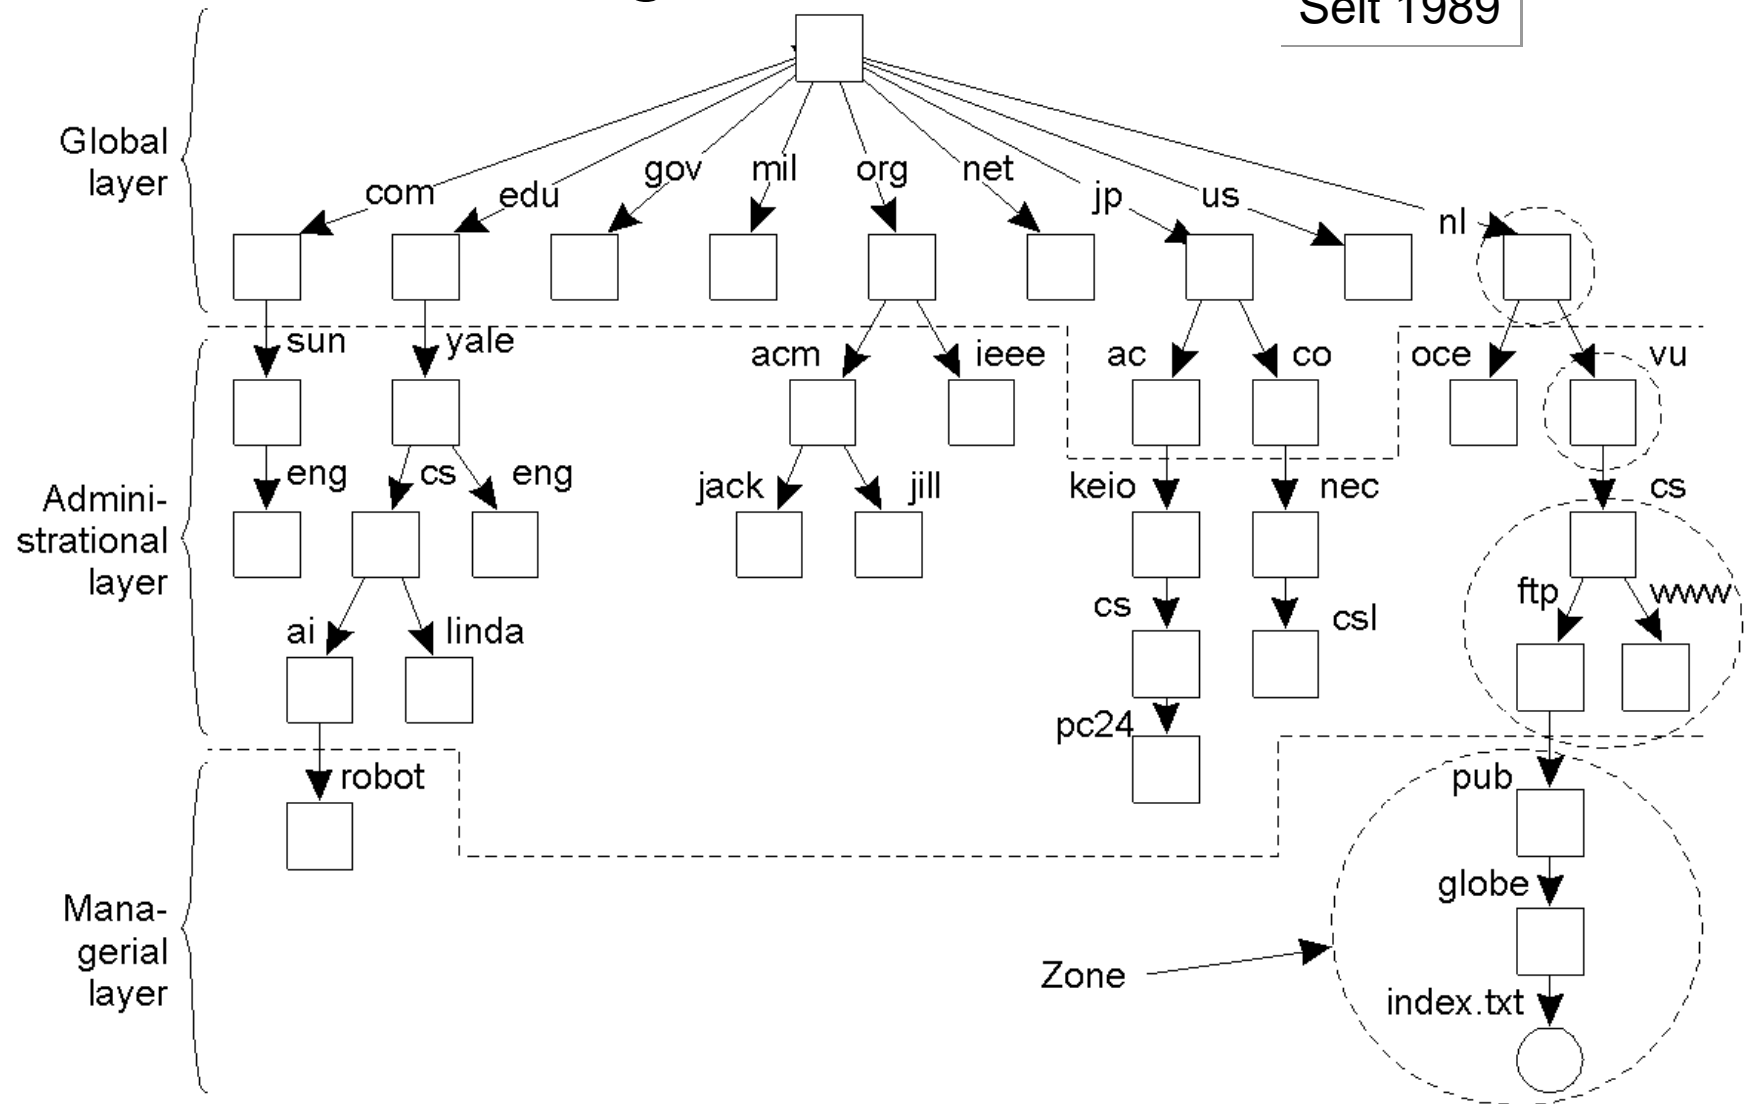 Seit 1989
Global
layer
com
edu
gov
mil
org
net
jp
us
nl
sun
yale
acm
ieee
ac
co
oce
vu
Admini-
strational
layer
eng
cs
eng
jack
jill
keio
nec
cs
ai
linda
cs
csl
ftp
www
pc24
Mana-
gerial
layer
robot
pub
globe
Zone
index.txt